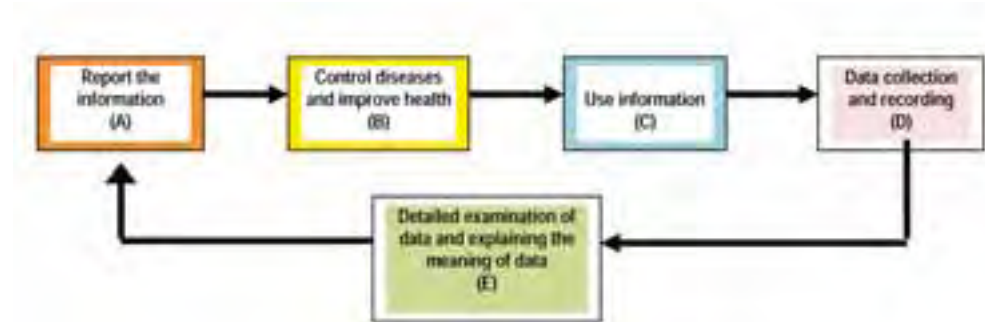 Report the
information
(A)
Control diseases
and improve health
(B)
Use information
(C)
Data collection
and recording
(D)
Detailed examination of
data and explaining the
meaning of data
(E)